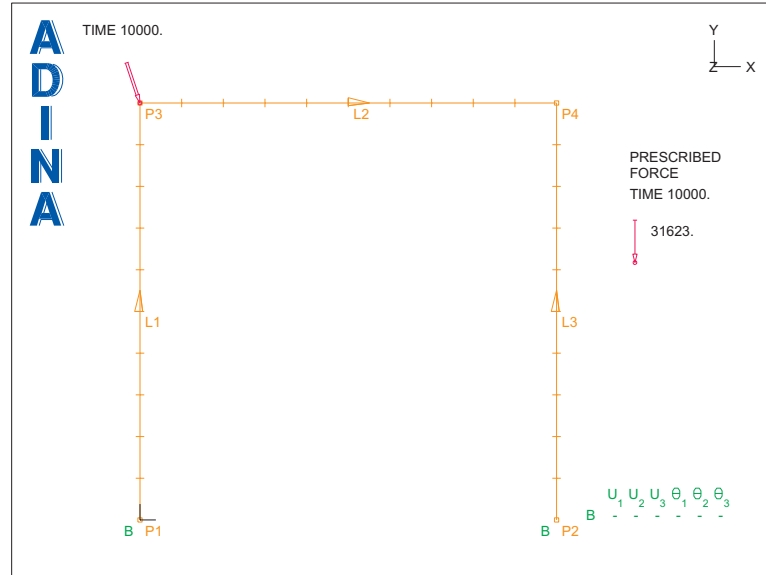 ADINA
TIME 10000.
Y
Z X
P3
L2
P4
PRESCRIBED
FORCE
TIME 10000.
31623.
L1
L3
U1 U2 U3 θ1 θ2 θ3
B - - - - - -
B P1
B P2